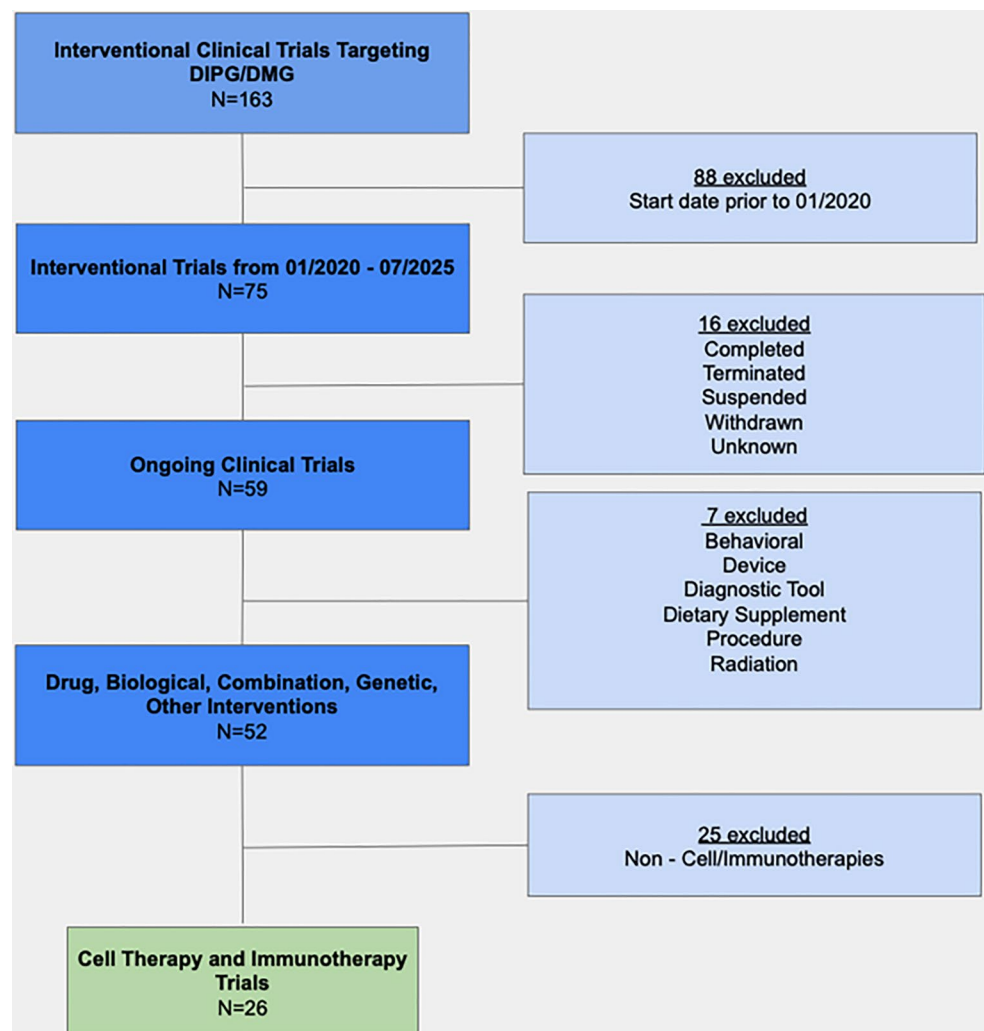 Interventional Clinical Trials Targeting
DIPG/DMG
N=163
88 excluded
Start date prior to 01/2020
Interventional Trials from 01/2020 - 07/2025
N=75
16 excluded
Completed
Terminated
Suspended
Withdrawn
Unknown
Ongoing Clinical Trials
N=59
7 excluded
Behavioral
Device
Diagnostic Tool
Dietary Supplement
Procedure
Radiation
Drug, Biological, Combination, Genetic,
Other Interventions
N=52
25 excluded
Non - Cell/Immunotherapies
Cell Therapy and Immunotherapy
Trials
N=26